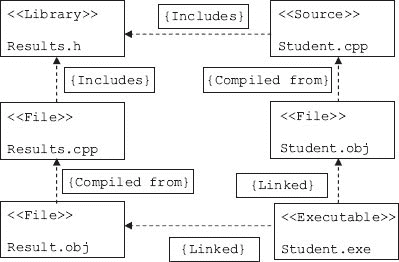 <<Library>>
Results.h
{Includes}
<<Source>>
Student.cpp
{Includes}
{Compiled from}
<<File>>
Results.cpp
<<File>>
Student.obj
{Compiled from}
{Linked}
<<File>>
Result.obj
{Linked}
<<Executable>>
Student.exe